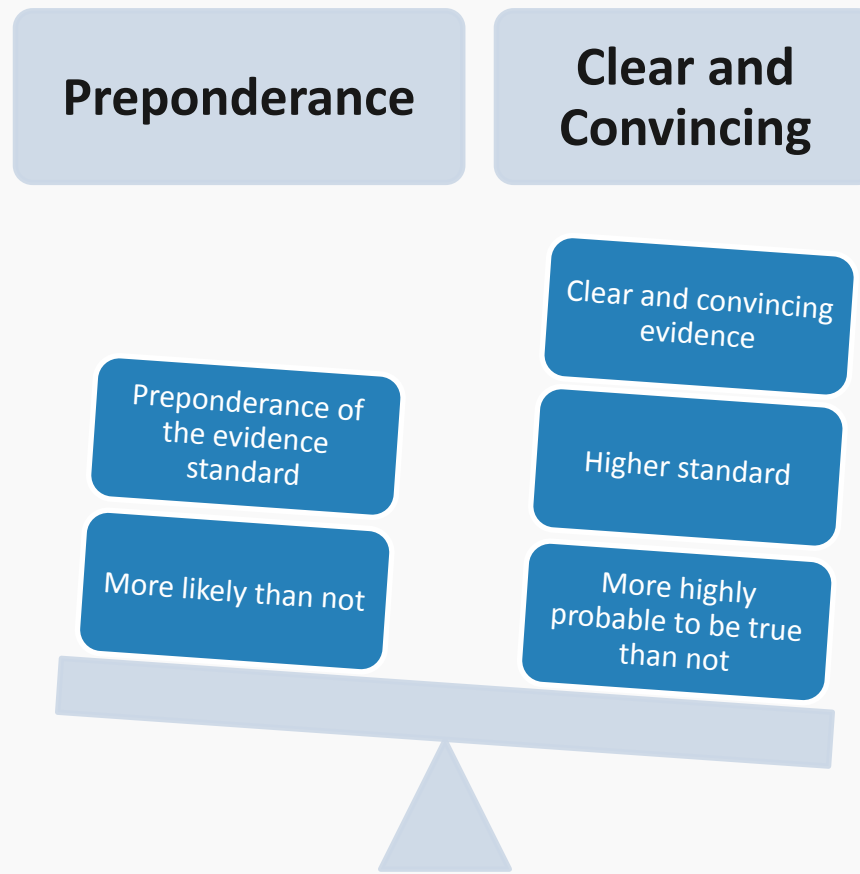 Preponderance
Clear and
Convincing
Preponderance of
the evidence
standard
More likely than not
Clear and convincing
evidence
Higher standard
More highly
probable to be true
than not